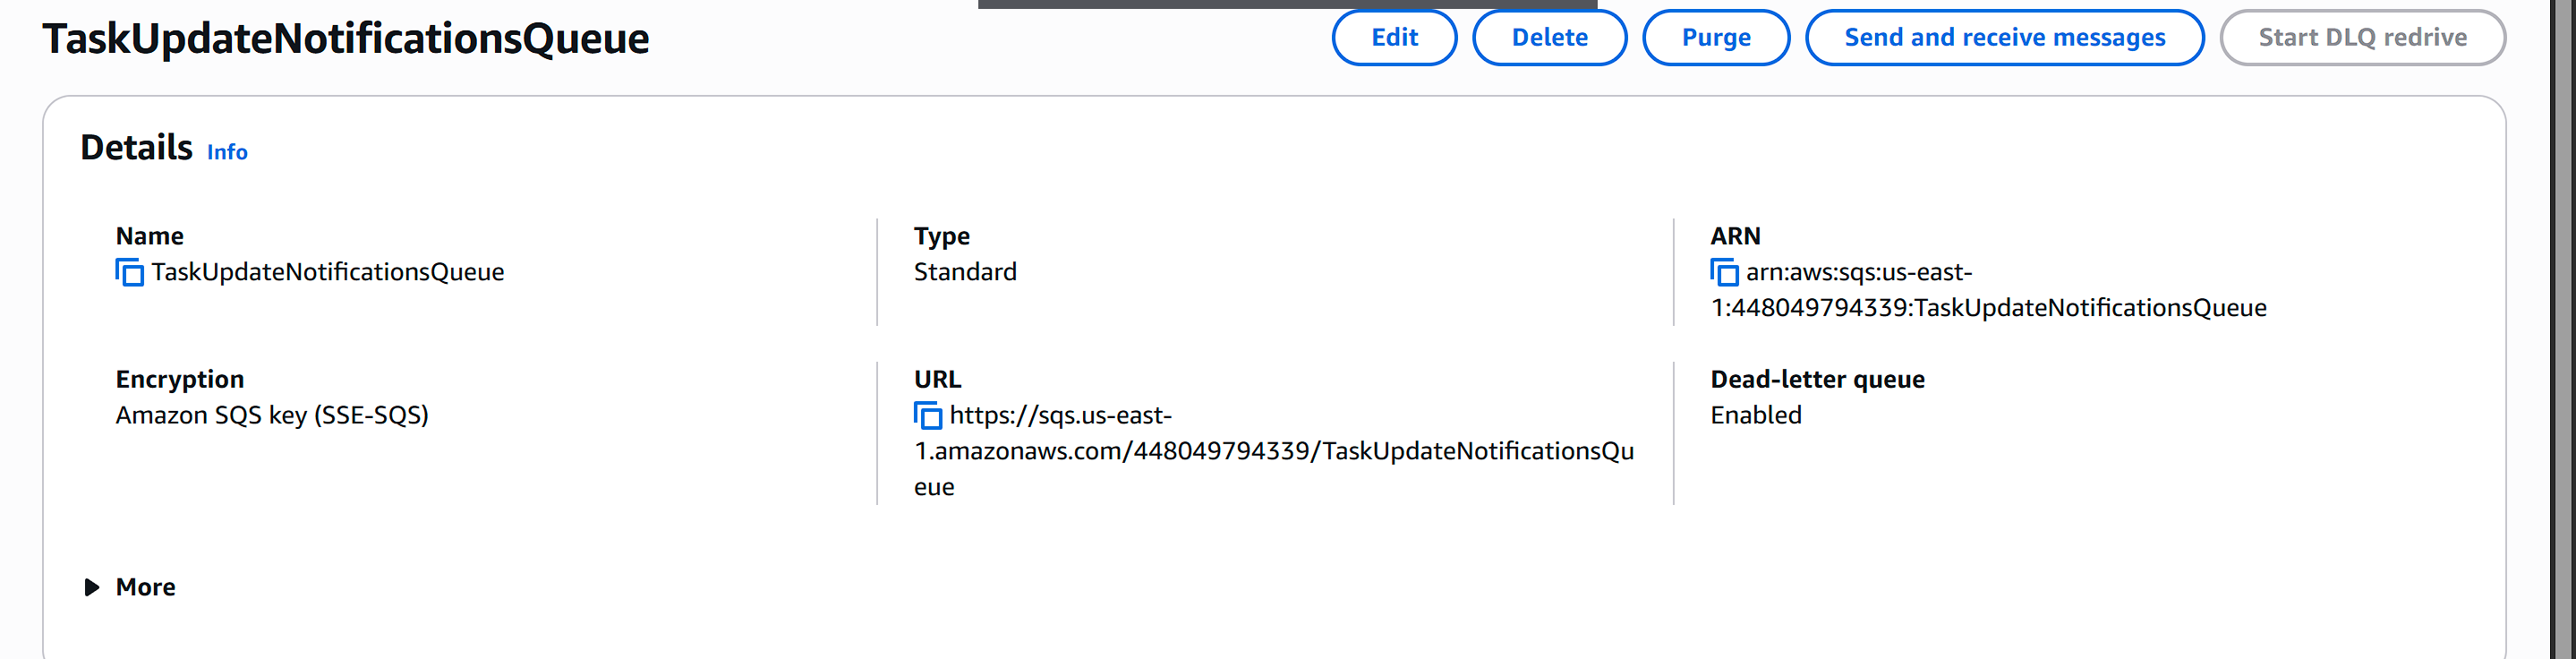 TaskUpdateNotificationsQueue
Edit
Delete
Purge
Send and receive messages
Start DLQ redrive
Details Info
Name
TaskUpdateNotificationsQueue
Type
Standard
ARN
arn:aws:sqs:us-east-
1:448049794339:TaskUpdateNotificationsQueue
Encryption
Amazon SQS key (SSE-SQS)
URL
https://sqs.us-east-
1.amazonaws.com/448049794339/TaskUpdateNotificationsQu
eue
Dead-letter queue
Enabled
More